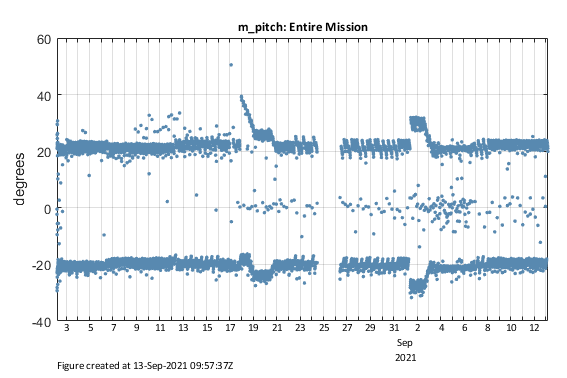 m_pitch: Entire Mission
60
40
20
0
-20
-40
degrees
3 5 7 9 11 13 15 17 19 21 23 25 27 29 31 2 4 6 8 10 12
Sep
2021
Figure created at 13-Sep-2021 09:57:37Z